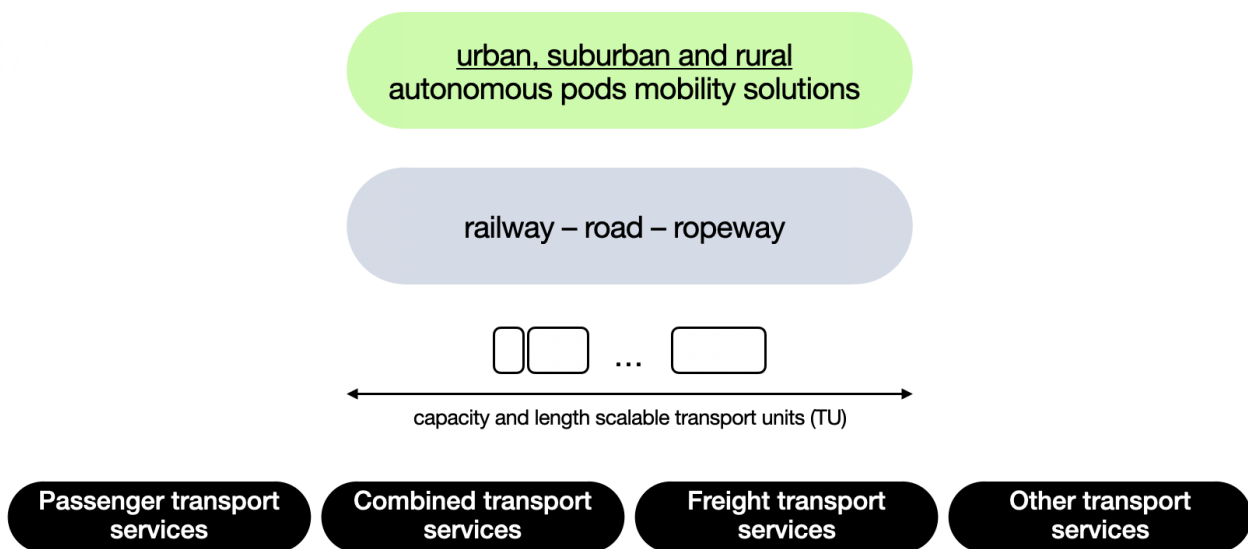 urban, suburban and rural
autonomous pods mobility solutions
railway – road – ropeway
...
capacity and length scalable transport units (TU)
Passenger transport
services
Combined transport
services
Freight transport
services
Other transport
services